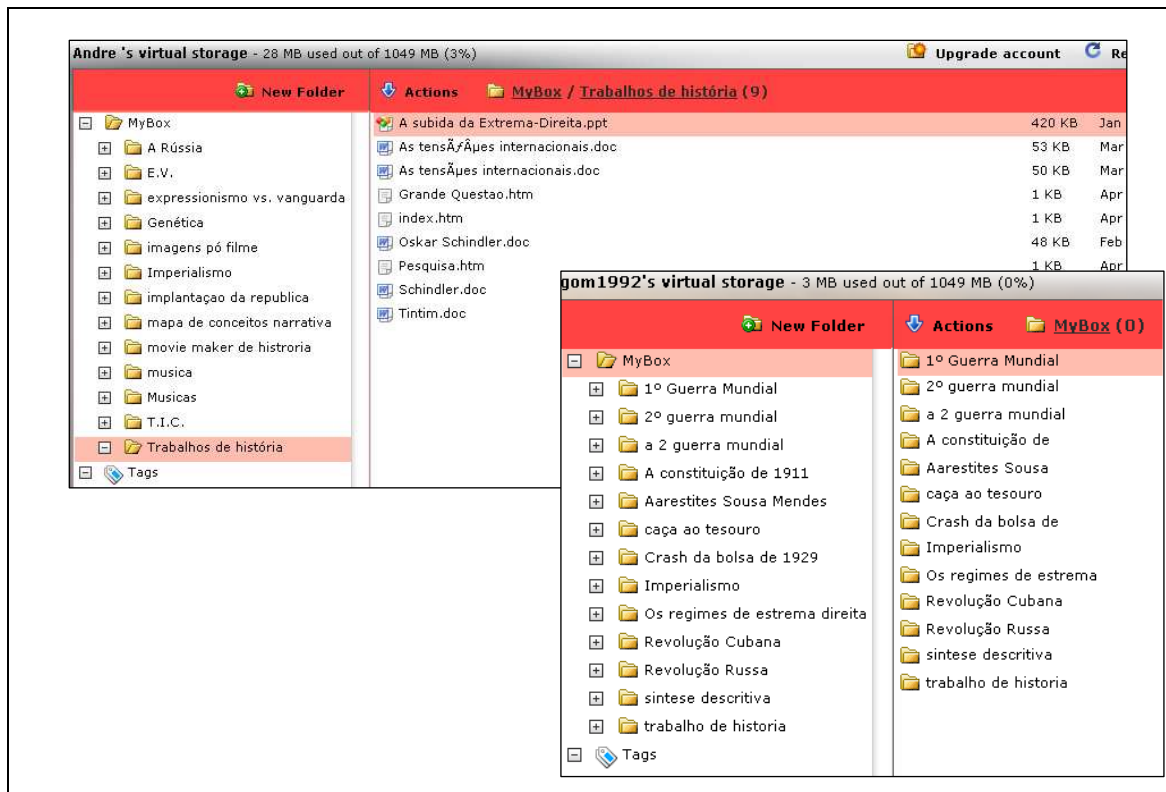 Andre 's virtual storage - 28 MB used out of 1049 MB (3%)
Upgrade account
Re
New Folder
Actions
MyBox / Trabalhos de história (9)
MyBox
A Rússia
E.V.
expressionismo vs. vanguarda
Genética
imagens pó filme
Imperialismo
implantaçao da republica
mapa de conceitos narrativa
movie maker de histroria
musica
Musicas
T.I.C.
Trabalhos de história
Tags
A subida da Extrema-Direita.ppt 420 KB Jan
As tensÃƒÂµes internacionais.doc 53 KB Mar
As tensÃµes internacionais.doc 50 KB Mar
Grande Questao.htm 1 KB Apr
index.htm 1 KB Apr
Oskar Schindler.doc 48 KB Feb
Pesquisa.htm 1 KB Apr
Schindler.doc
Tintim.doc
gom1992's virtual storage - 3 MB used out of 1049 MB (0%)
New Folder
Actions
MyBox (0)
MyBox
1º Guerra Mundial
2º guerra mundial
a 2 guerra mundial
A constituição de 1911
Aarestites Sousa Mendes
caça ao tesouro
Crash da bolsa de 1929
Imperialismo
Os regimes de estrema direita
Revolução Cubana
Revolução Russa
sintese descritiva
trabalho de historia
Tags
1º Guerra Mundial
2º guerra mundial
a 2 guerra mundial
A constituição de
Aarestites Sousa
caça ao tesouro
Crash da bolsa de
Imperialismo
Os regimes de estrema
Revolução Cubana
Revolução Russa
sintese descritiva
trabalho de historia